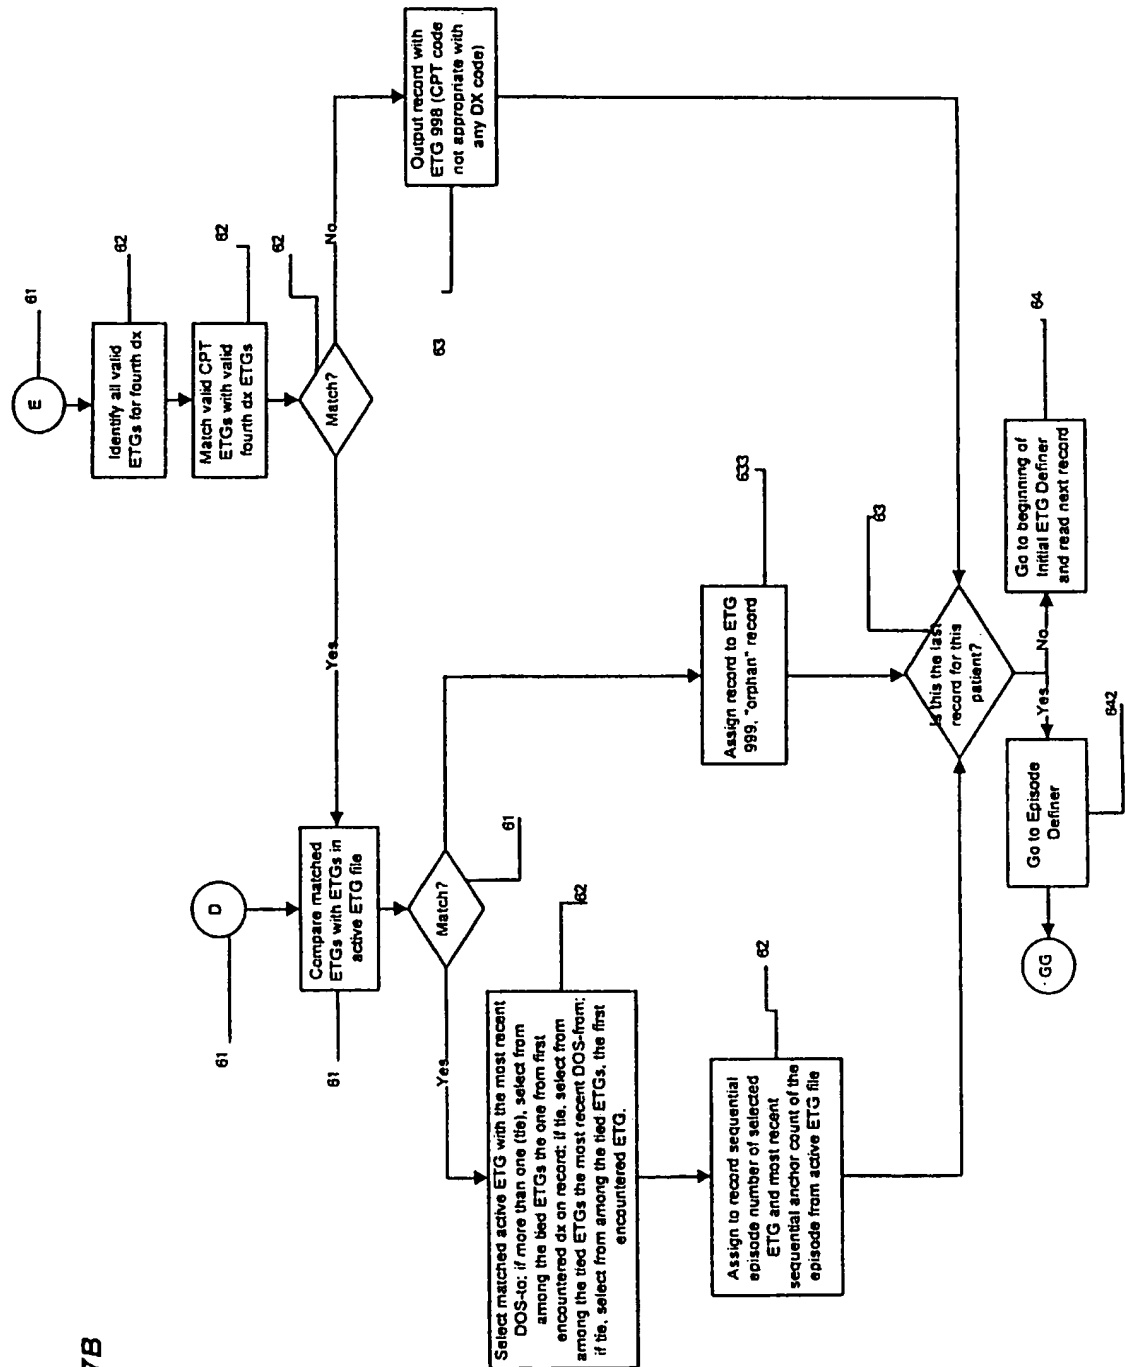 7B
E
61
Identify all valid
ETGs for fourth dx
62
Match valid CPT
ETGs with valid
fourth dx ETGs
62
Match?
62
No
Output record with
ETG 998 (CPT code
not appropriate with
any DX code)
63
Yes
D
61
Compare matched
ETGs with ETGs in
active ETG file
61
Match?
61
Yes
Select matched active ETG with the most recent
DOS-to; if more than one (tie), select from
among the tied ETGs the one from first
encountered dx on record; if tie, select from
among the tied ETGs the most recent DOS-from;
if tie, select from among the tied ETGs, the first
encountered ETG.
62
Assign to record sequential
episode number of selected
ETG and most recent
sequential anchor count of the
episode from active ETG file
62
Assign record to ETG
999, "orphan" record
633
Is this the last
record for this
patient?
63
No
Go to beginning of
Initial ETG Definer
and read next record
64
Yes
Go to Episode
Definer
642
GG